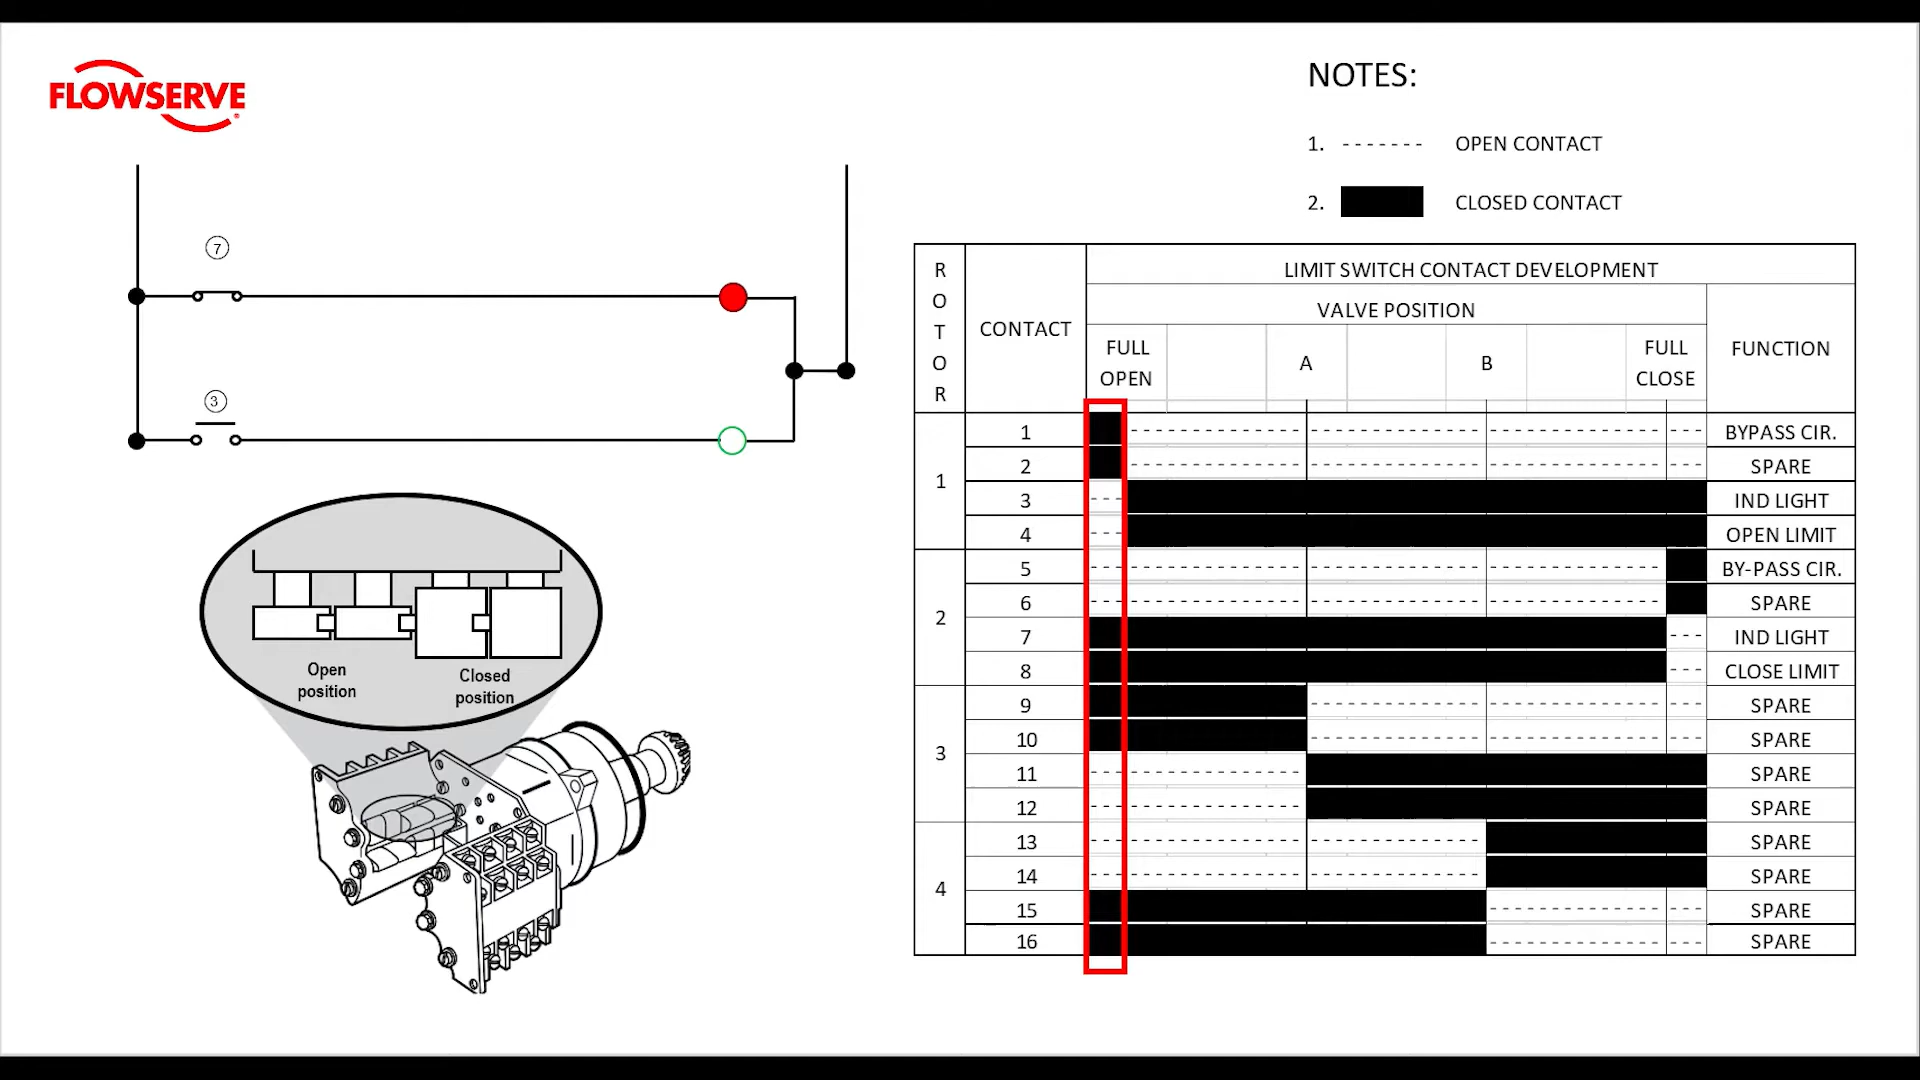 FLOWSERVE
®
NOTES:
1. ------- OPEN CONTACT
2. CLOSED CONTACT
7
3
Open
position
Closed
position
ROTOR
CONTACT
LIMIT SWITCH CONTACT DEVELOPMENT
VALVE POSITION
FULL
OPEN
A
B
FULL
CLOSE
FUNCTION
1
1 BYPASS CIR.
2 SPARE
3 IND LIGHT
4 OPEN LIMIT
2
5 BY-PASS CIR.
6 SPARE
7 IND LIGHT
8 CLOSE LIMIT
3
9 SPARE
10 SPARE
11 SPARE
12 SPARE
4
13 SPARE
14 SPARE
15 SPARE
16 SPARE